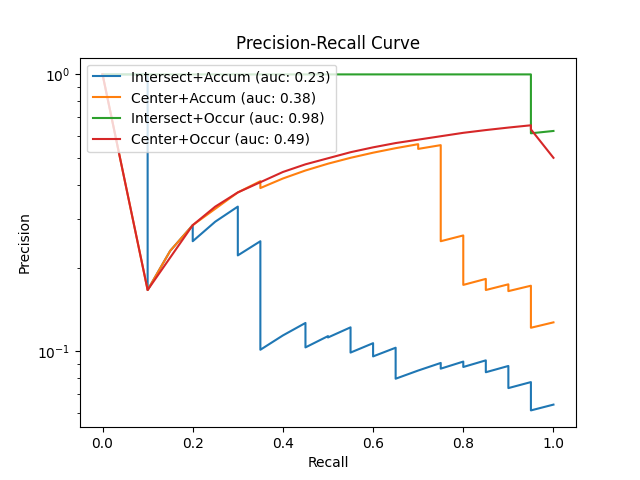 Precision-Recall Curve
Intersect+Accum (auc: 0.23)
Center+Accum (auc: 0.38)
Intersect+Occur (auc: 0.98)
Center+Occur (auc: 0.49)
10⁰
10⁻¹
Precision
0.0 0.2 0.4 0.6 0.8 1.0
Recall